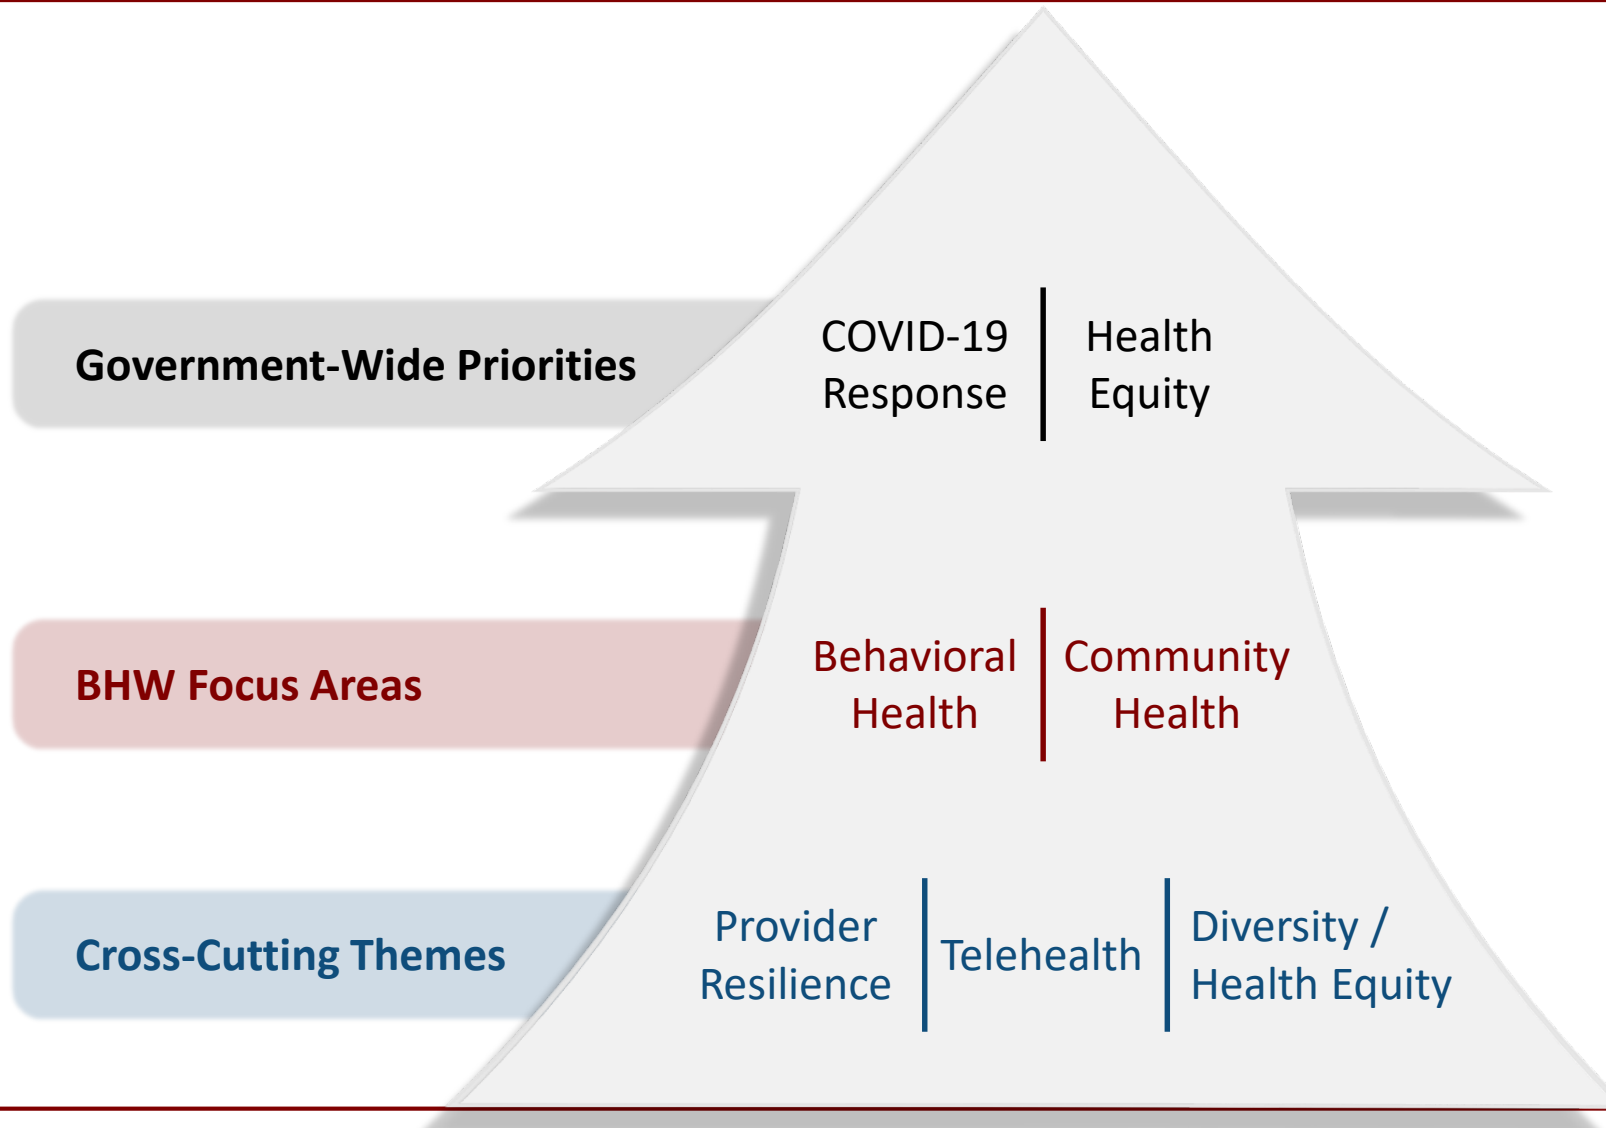 Government-Wide Priorities
COVID-19
Response
Health
Equity
BHW Focus Areas
Behavioral
Health
Community
Health
Cross-Cutting Themes
Provider
Resilience
Telehealth
Diversity /
Health Equity